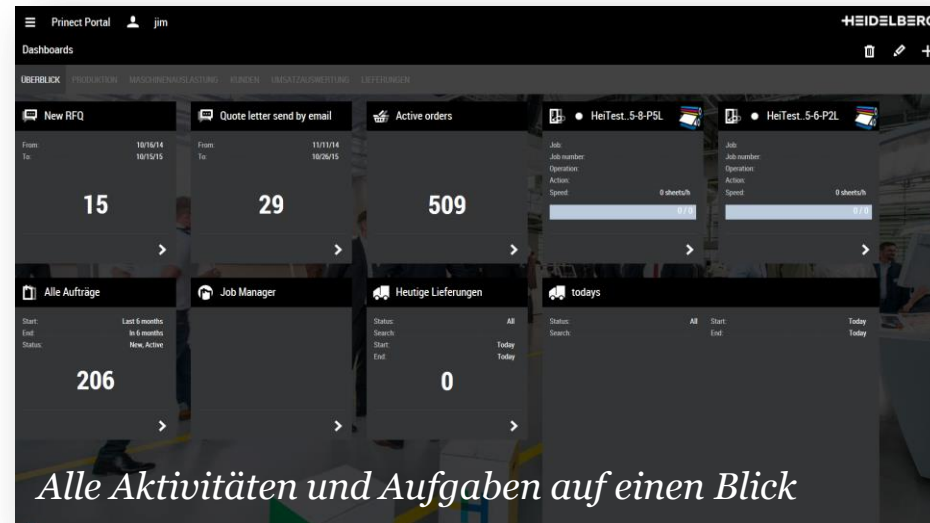 Prinect Portal jim HEIDELBERG
Dashboards
ÜBERBLICK PRODUKTION MASCHINENAUSLASTUNG KUNDEN UMSATZAUSWERTUNG LIEFERUNGEN
New RFQ
From: 10/16/14
To: 10/15/15
15
Quote letter send by email
From: 11/11/14
To: 10/26/15
29
Active orders
509
HeiTest..5-8-P5L
Job:
Job number:
Operation:
Action:
Speed: 0 sheets/h
0 / 0
HeiTest..5-6-P2L
Job:
Job number:
Operation:
Action:
Speed: 0 sheets/h
0 / 0
Alle Aufträge
Start: Last 6 months
End: In 6 months
Status: New, Active
206
Job Manager
Heutige Lieferungen
Status: All
Search:
Start: Today
End: Today
0
todays
Status: All Start: Today
Search: End: Today
Alle Aktivitäten und Aufgaben auf einen Blick